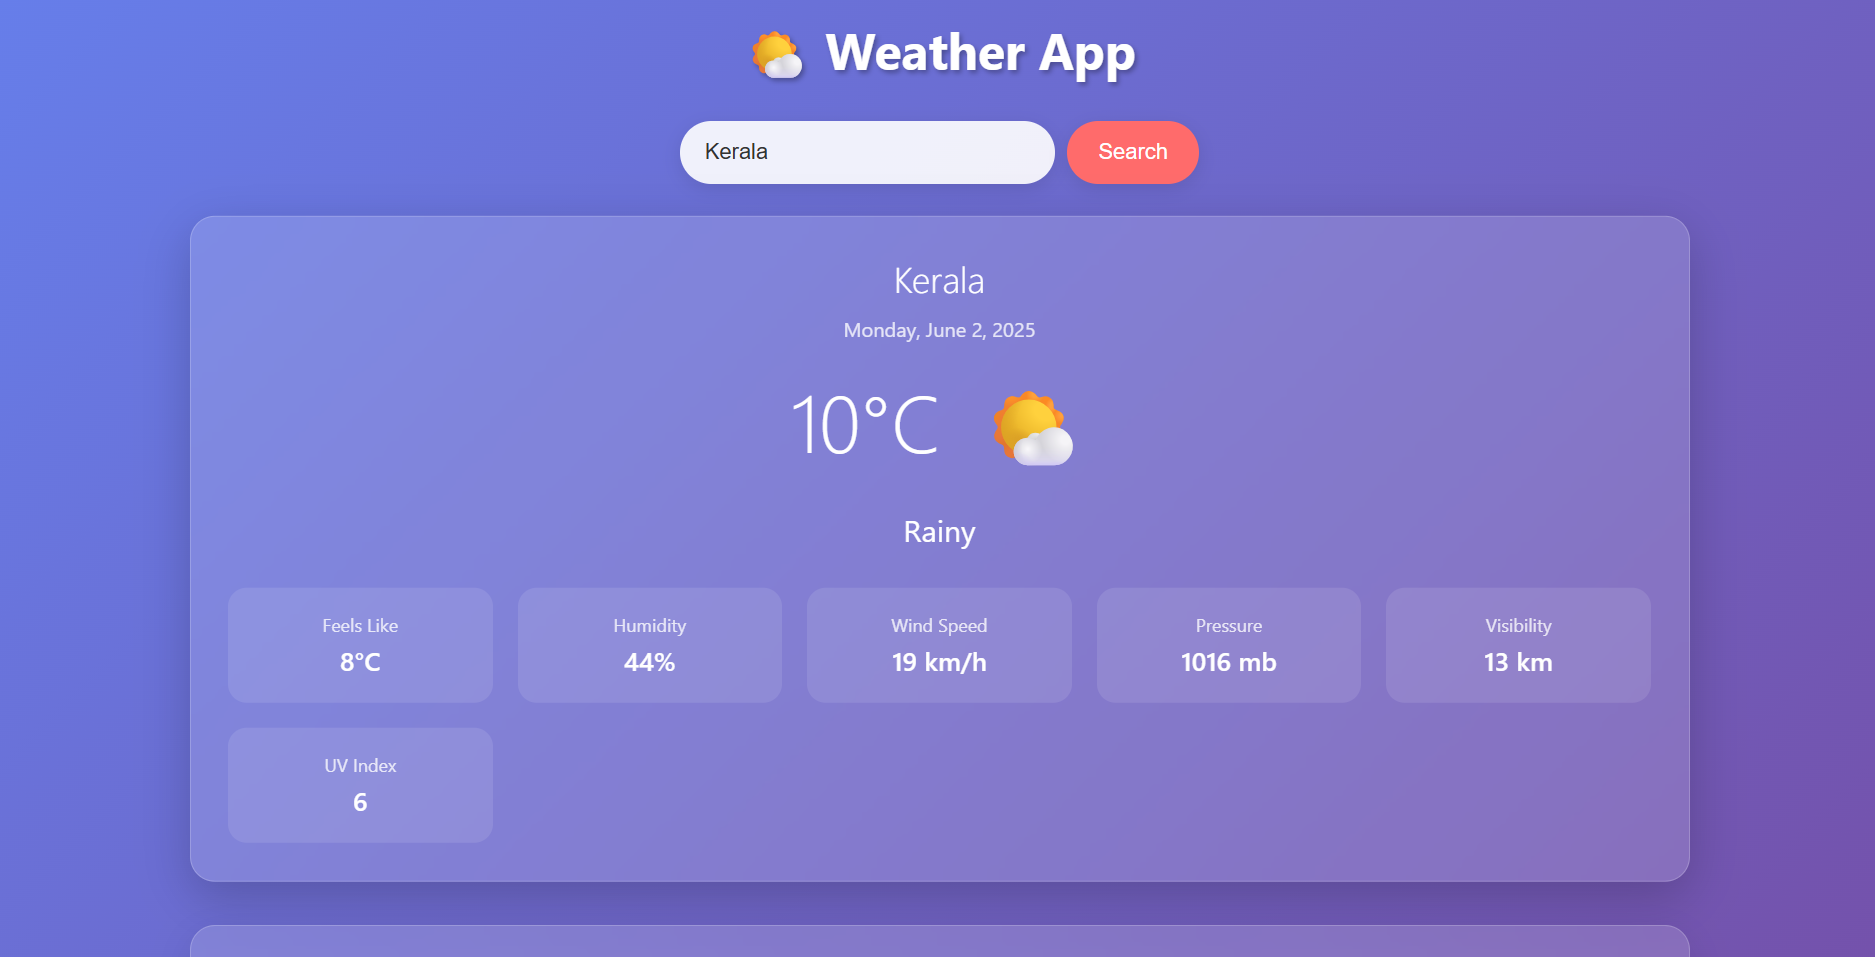 Weather App
Kerala
Search
Kerala
Monday, June 2, 2025
10°C
Rainy
Feels Like
8°C
Humidity
44%
Wind Speed
19 km/h
Pressure
1016 mb
Visibility
13 km
UV Index
6